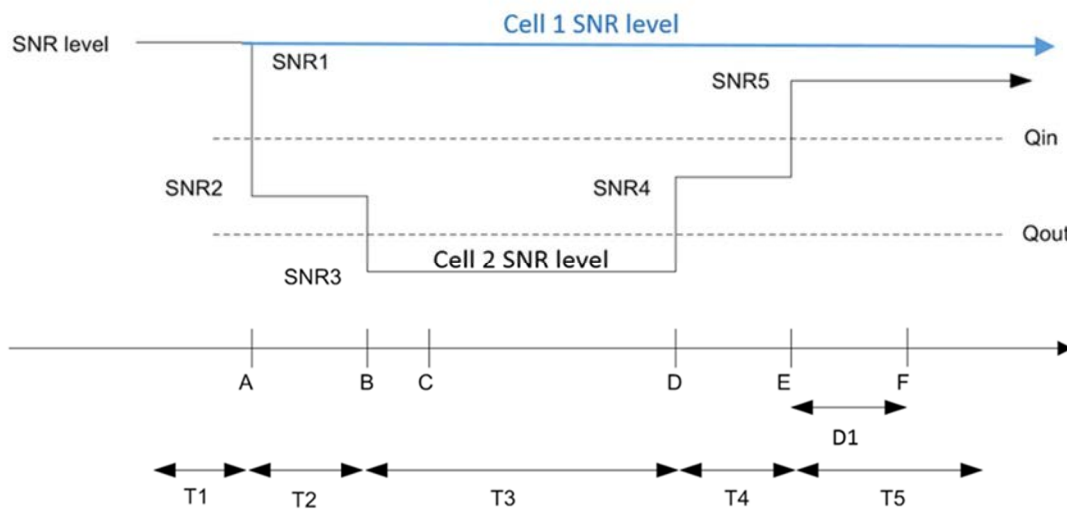 Cell 1 SNR level
SNR level
SNR1
SNR5
Qin
SNR2
SNR4
Qout
Cell 2 SNR level
SNR3
A B C D E F
D1
T1 T2 T3 T4 T5